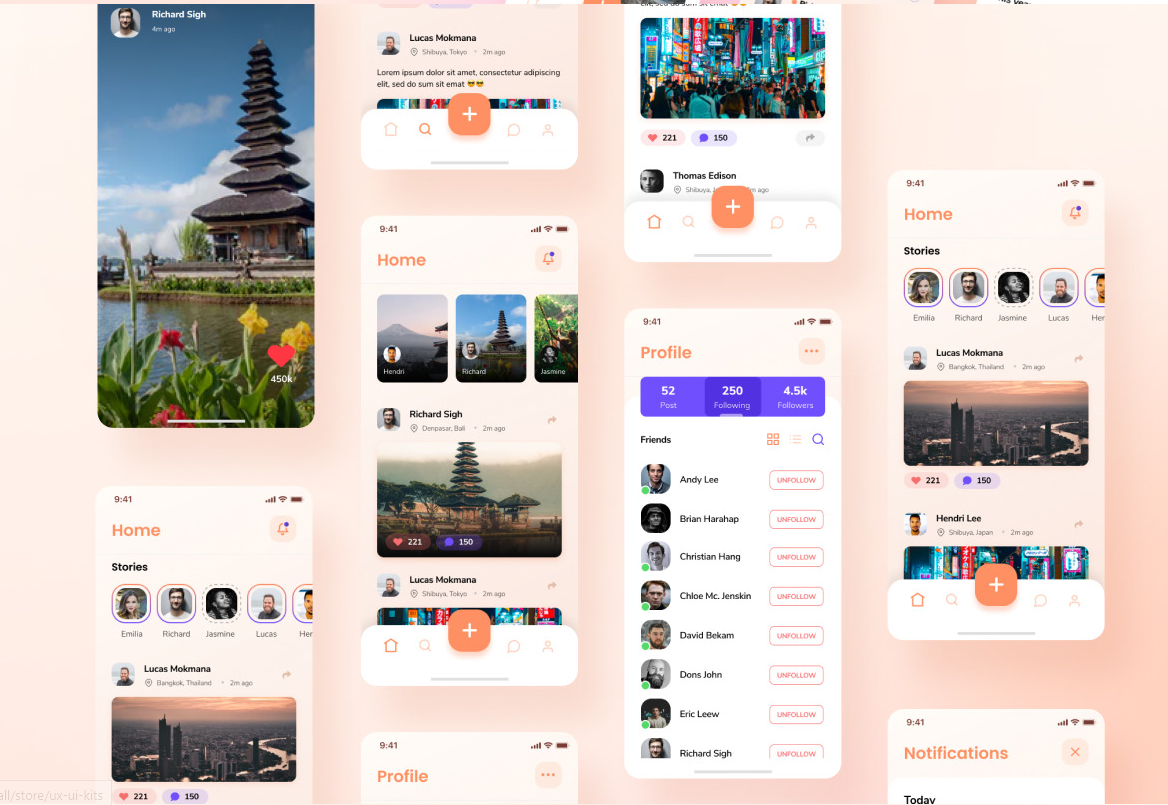 Richard Sigh
4m ago
450k
9:41
Home
Stories
Emilia
Richard
Jasmine
Lucas
Her
Lucas Mokmana
Bangkok, Thailand • 2m ago
221
150
all/store/ux-ui-kits
Lucas Mokmana
Shibuya, Tokyo • 2m ago
Lorem ipsum dolor sit amet, consectetur adipiscing
elit, sed do sum sit emat 😎😎
9:41
Home
Hendri
Richard
Jasmine
Richard Sigh
Denpasar, Bali • 2m ago
221
150
Lucas Mokmana
Shibuya, Tokyo • 2m ago
9:41
Profile
221
150
Thomas Edison
Shibuya,
m ago
9:41
Profile
52
250
4.5k
Post
Following
Followers
Friends
Andy Lee
UNFOLLOW
Brian Harahap
UNFOLLOW
Christian Hang
UNFOLLOW
Chloe Mc. Jenskin
UNFOLLOW
David Bekam
UNFOLLOW
Dons John
UNFOLLOW
Eric Leew
UNFOLLOW
Richard Sigh
UNFOLLOW
9:41
Home
Stories
Emilia
Richard
Jasmine
Lucas
Her
Lucas Mokmana
Bangkok, Thailand • 2m ago
221
150
Hendri Lee
Shibuya, Japan • 2m ago
9:41
Notifications
Today